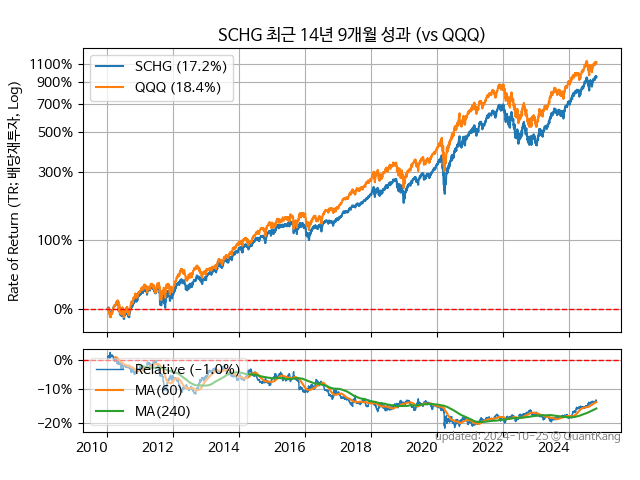 SCHG 최근 14년 9개월 성과 (vs QQQ)
Rate of Return (TR; 배당재투자, Log)
1100%
900%
700%
500%
300%
100%
0%
SCHG (17.2%)
QQQ (18.4%)
0%
-10%
-20%
Relative (-1.0%)
MA(60)
MA(240)
2010 2012 2014 2016 2018 2020 2022 2024
updated: 2024-10-25 © QuantKang